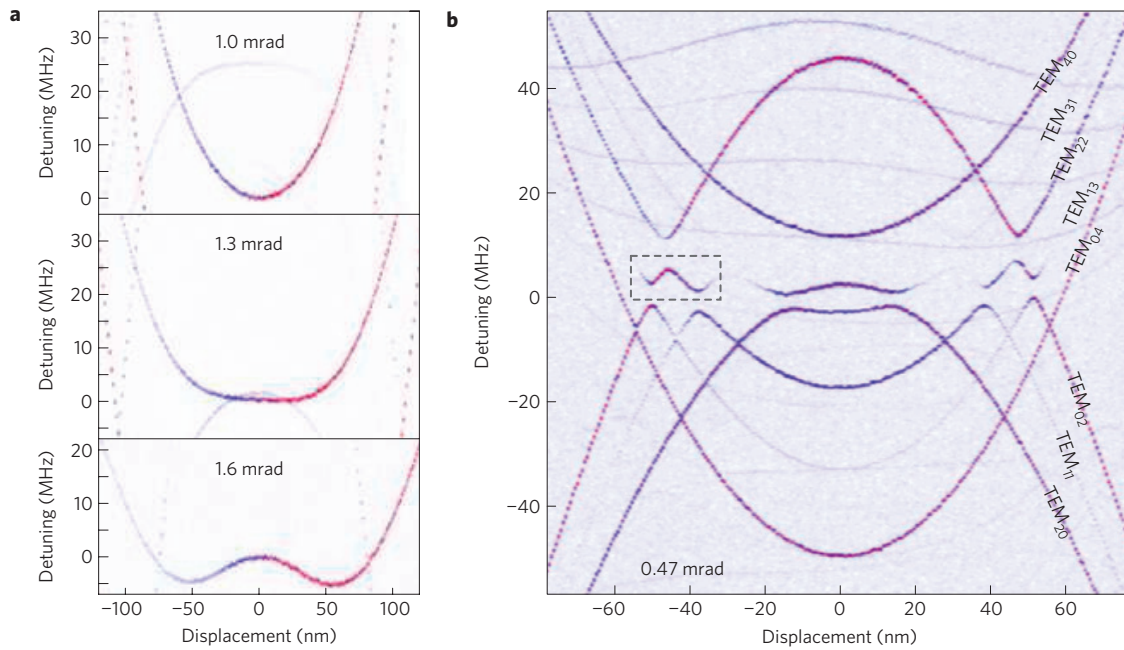 a
1.0 mrad
Detuning (MHz)
30
20
10
0
1.3 mrad
Detuning (MHz)
30
20
10
0
1.6 mrad
Detuning (MHz)
20
10
0
−100
−50
0
50
100
Displacement (nm)
b
Detuning (MHz)
40
20
0
−20
−40
TEM40
TEM31
TEM22
TEM13
TEM04
TEM02
TEM11
TEM20
0.47 mrad
−60
−40
−20
0
20
40
60
Displacement (nm)